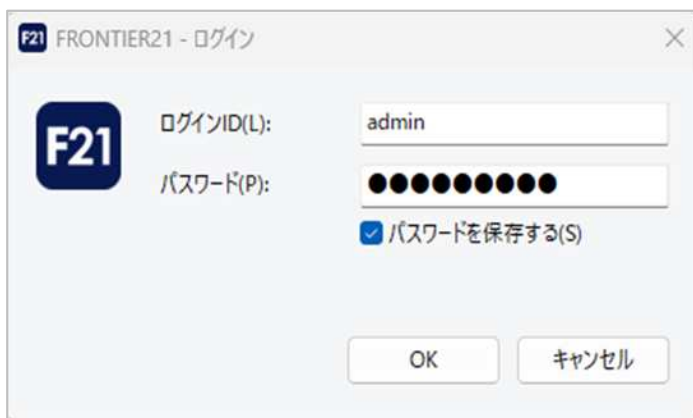 F21 FRONTIER21 - ログイン
F21
ログインID(L):
admin
パスワード(P):
●●●●●●●●●
パスワードを保存する(S)
OK
キャンセル